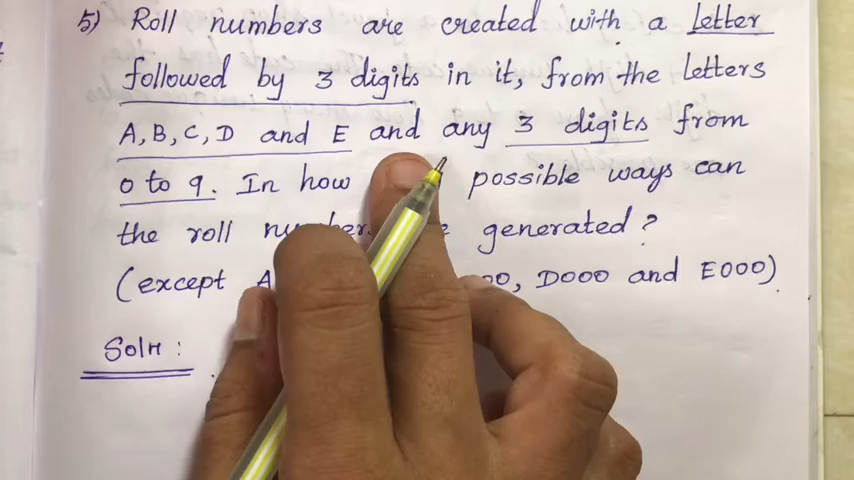 5) Roll numbers are created with a Letter
followed by 3 digits in it, from the letters
A, B, C, D and E and any 3 digits from
0 to 9. In how possible ways can
the roll generated?
(except D000 and E000)
Soln :